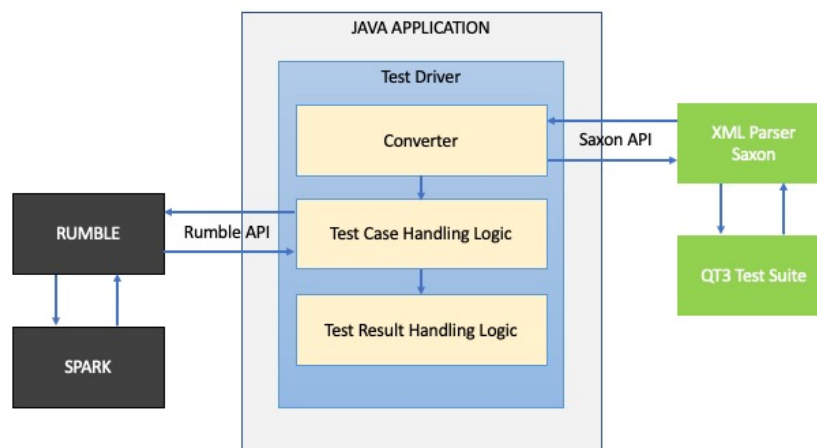 JAVA APPLICATION
Test Driver
Converter
Saxon API
XML Parser
Saxon
RUMBLE
Rumble API
Test Case Handling Logic
QT3 Test Suite
Test Result Handling Logic
SPARK